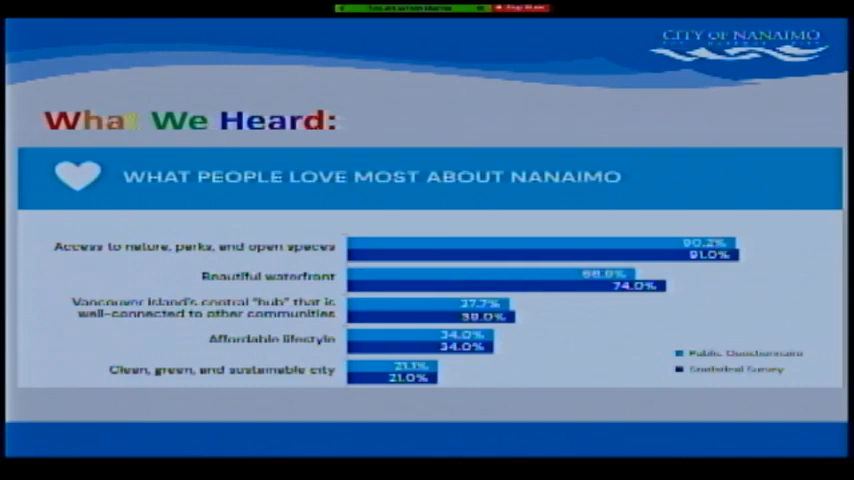 CITY OF NANAIMO
What We Heard:
WHAT PEOPLE LOVE MOST ABOUT NANAIMO
Access to nature, parks, and open spaces
90.2%
91.0%
Beautiful waterfront
74.0%
Vancouver Island's central "hub" that is
well-connected to other communities
37.7%
Affordable lifestyle
34.0%
34.0%
Clean, green, and sustainable city
21.1%
21.0%
Public Questionnaire
Statistical Survey